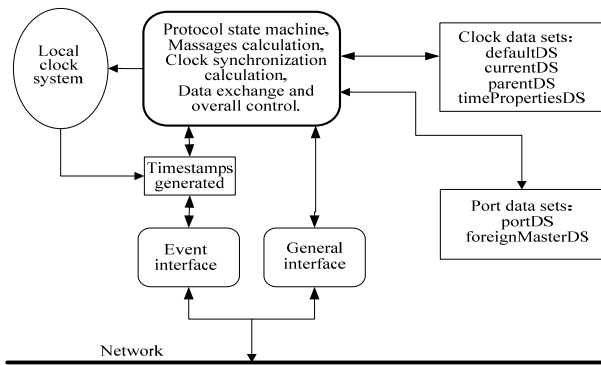 Local
clock
system
Protocol state machine,
Massages calculation,
Clock synchronization
calculation,
Data exchange and
overall control.
Clock data sets:
defaultDS
currentDS
parentDS
timePropertiesDS
Timestamps
generated
Port data sets:
portDS
foreignMasterDS
Event
interface
General
interface
Network